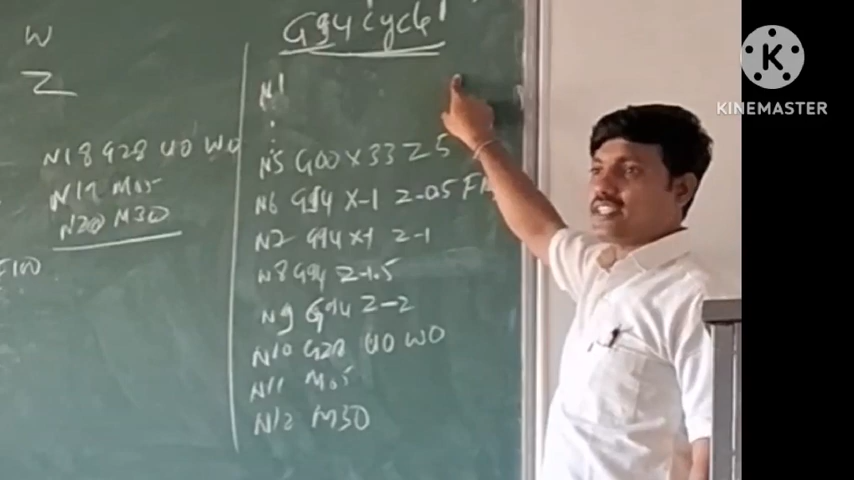 W
Z
N18 G28 U0 W0
N19 M05
N20 M30
F100
G94 Cycle
N1
N5 G00 X33 Z5
N6 G94 X-1 Z-0.5
N7 G94 X-1 Z-1
N8 G94 Z-1.5
N9 G94 Z-2
N10 G28 U0 W0
N11 M05
N12 M30
K
KINEMASTER